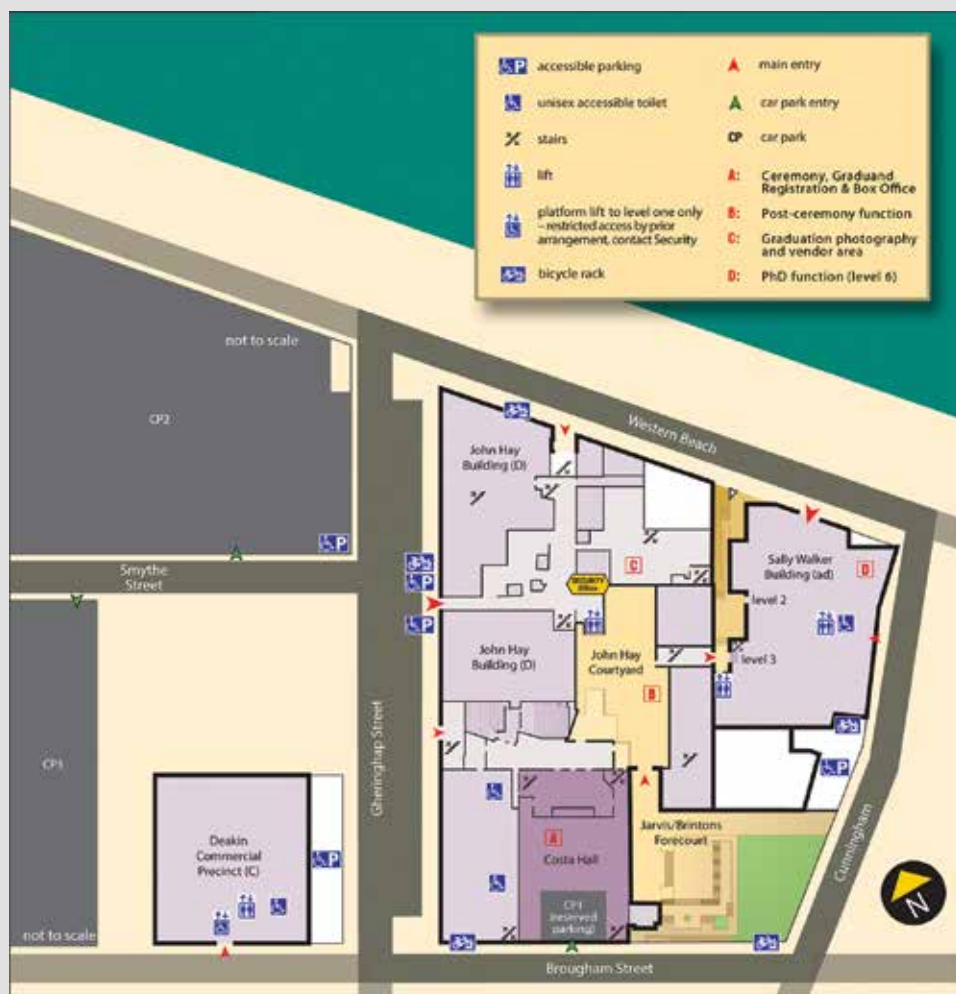 P accessible parking
unisex accessible toilet
stairs
lift
platform lift to level one only
– restricted access by prior
arrangement, contact Security
bicycle rack
main entry
car park entry
CP car park
A: Ceremony, Graduand
Registration & Box Office
B: Post-ceremony function
C: Graduation photography
and vendor area
D: PhD function (level 6)
not to scale
CP2
Western Beach
John Hay
Building (D)
P
Smythe
Street
P
P
SECURITY
Office
C
Sally Walker
Building (ad)
D
level 2
level 3
John Hay
Building (D)
John Hay
Courtyard
B
Gheringhap Street
P
Deakin
Commercial
Precinct (C)
P
A
Costa Hall
Jarvis/Brintons
Forecourt
Cunningham
N
(reserved
parking)
not to scale
Brougham Street